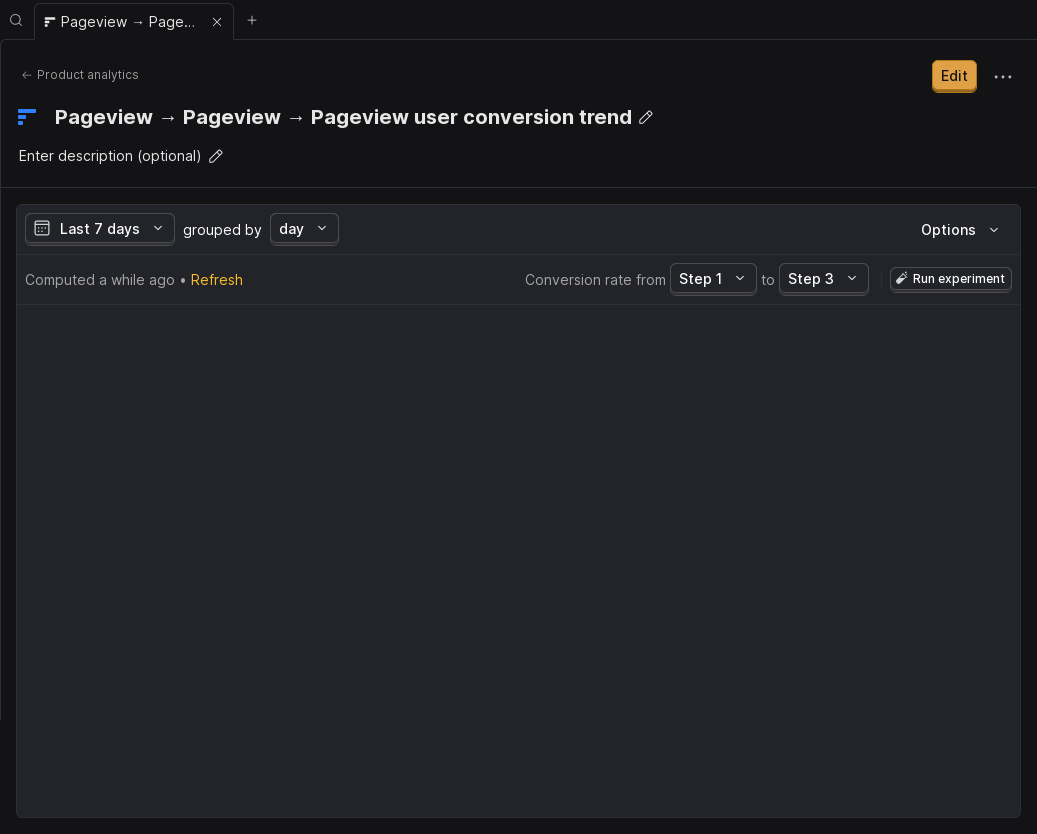 Pageview → Page...
Product analytics
Edit
Pageview → Pageview → Pageview user conversion trend
Enter description (optional)
Last 7 days grouped by day Options
Computed a while ago • Refresh Conversion rate from Step 1 to Step 3 Run experiment